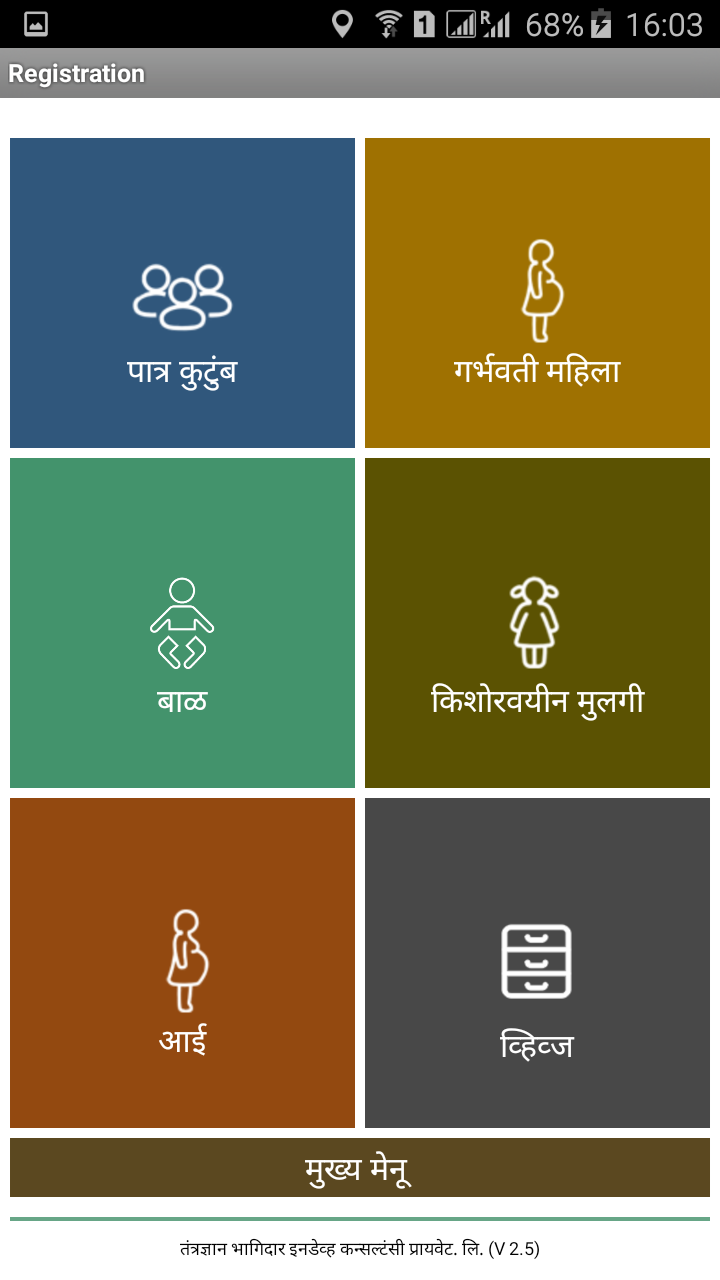 1 R 68% 16:03
Registration
पात्र कुटुंब
गर्भवती महिला
बाळ
किशोरवयीन मुलगी
आई
व्हिव्ज
मुख्य मेनू
तंत्रज्ञान भागिदार इनडेव्ह कन्सल्टंसी प्रायवेट. लि. (V 2.5)